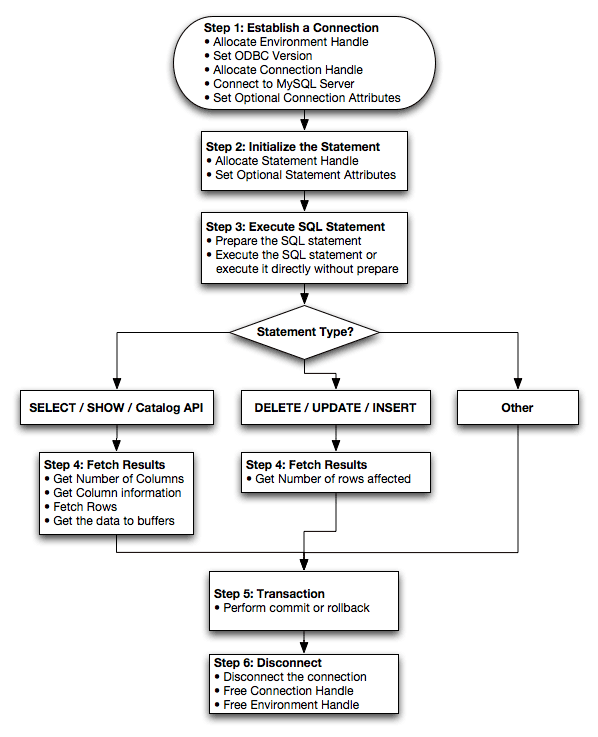 Step 1: Establish a Connection
• Allocate Environment Handle
• Set ODBC Version
• Allocate Connection Handle
• Connect to MySQL Server
• Set Optional Connection Attributes
Step 2: Initialize the Statement
• Allocate Statement Handle
• Set Optional Statement Attributes
Step 3: Execute SQL Statement
• Prepare the SQL statement
• Execute the SQL statement or
execute it directly without prepare
Statement Type?
SELECT / SHOW / Catalog API
DELETE / UPDATE / INSERT
Other
Step 4: Fetch Results
• Get Number of Columns
• Get Column information
• Fetch Rows
• Get the data to buffers
Step 4: Fetch Results
• Get Number of rows affected
Step 5: Transaction
• Perform commit or rollback
Step 6: Disconnect
• Disconnect the connection
• Free Connection Handle
• Free Environment Handle